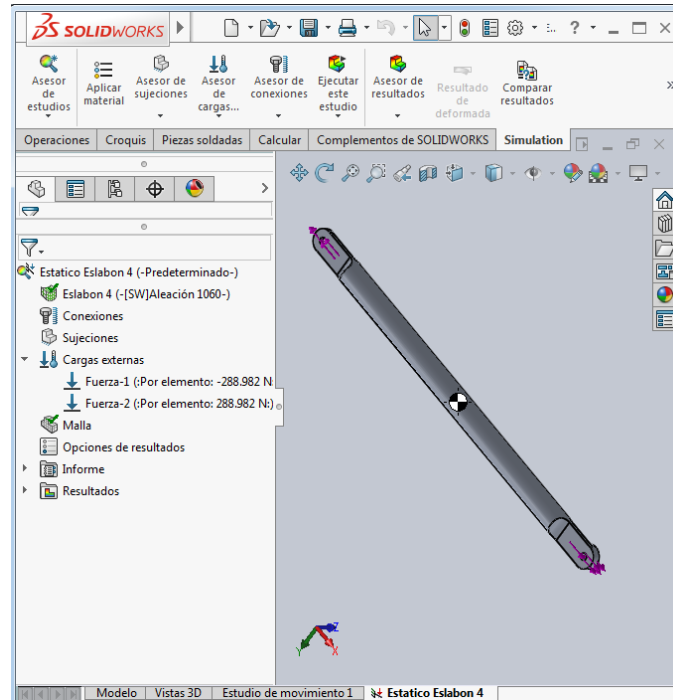 SOLIDWORKS
?
Asesor de estudios
Aplicar material
Asesor de sujeciones
Asesor de cargas...
Asesor de conexiones
Ejecutar este estudio
Asesor de resultados
Resultado de deformada
Comparar resultados
Operaciones Croquis Piezas soldadas Calcular Complementos de SOLIDWORKS Simulation
Estatico Eslabon 4 (-Predeterminado-)
Eslabon 4 (-[SW]Aleación 1060-)
Conexiones
Sujeciones
Cargas externas
Fuerza-1 (:Por elemento: -288.982 N:
Fuerza-2 (:Por elemento: 288.982 N:)
Malla
Opciones de resultados
Informe
Resultados
Z
Y
X
Modelo Vistas 3D Estudio de movimiento 1 Estatico Eslabon 4